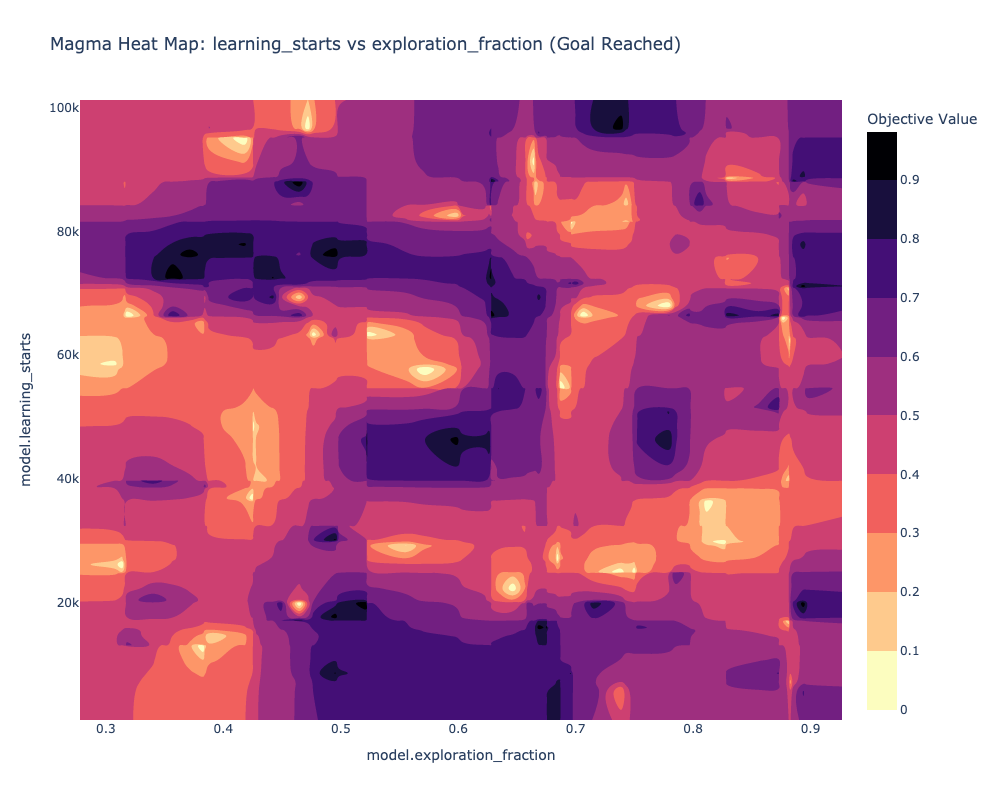 Magma Heat Map: learning_starts vs exploration_fraction (Goal Reached)
Objective Value
100k
80k
60k
40k
20k
model.learning_starts
0.3
0.4
0.5
0.6
0.7
0.8
0.9
model.exploration_fraction
0.9
0.8
0.7
0.6
0.5
0.4
0.3
0.2
0.1
0